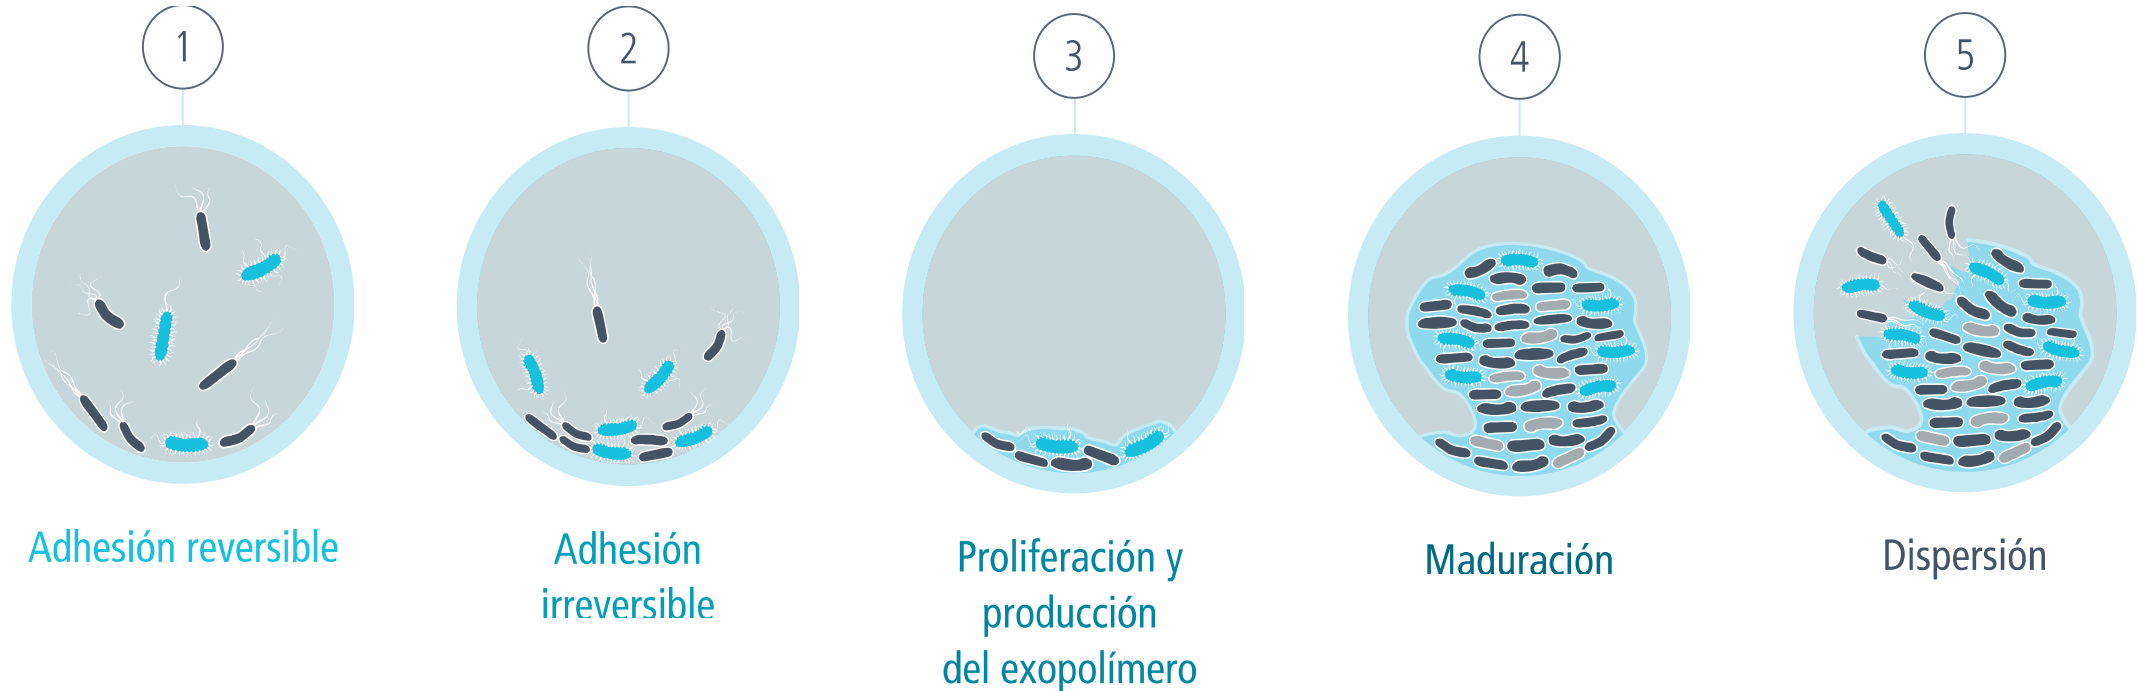 1
2
3
4
5
Adhesión reversible
Adhesión
irreversible
Proliferación y
producción
del exopolímero
Maduración
Dispersión